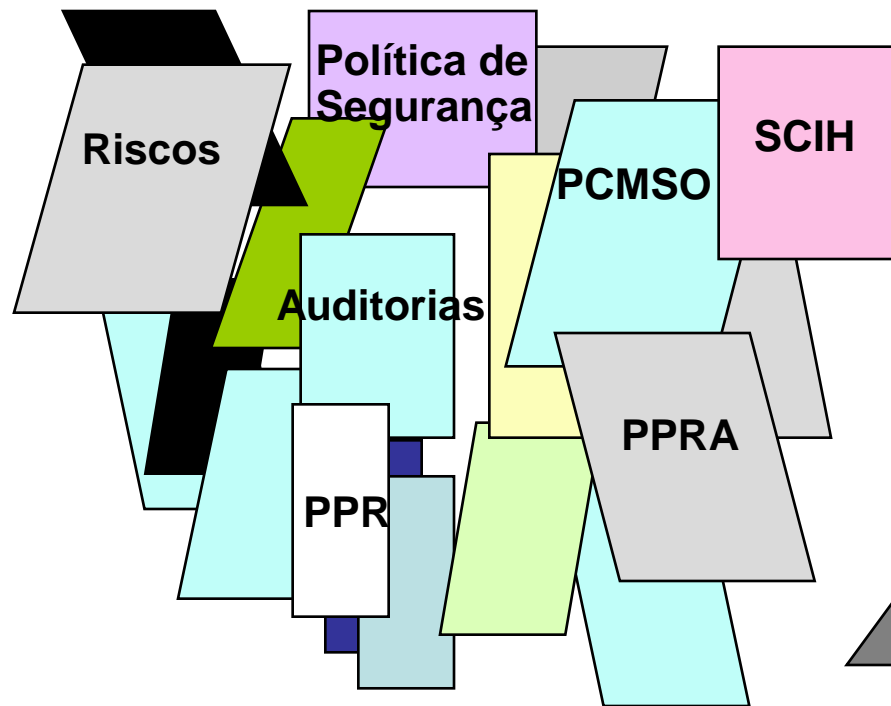 Política de
Segurança
SCIH
Riscos
PCMSO
Auditorias
PPRA
PPR